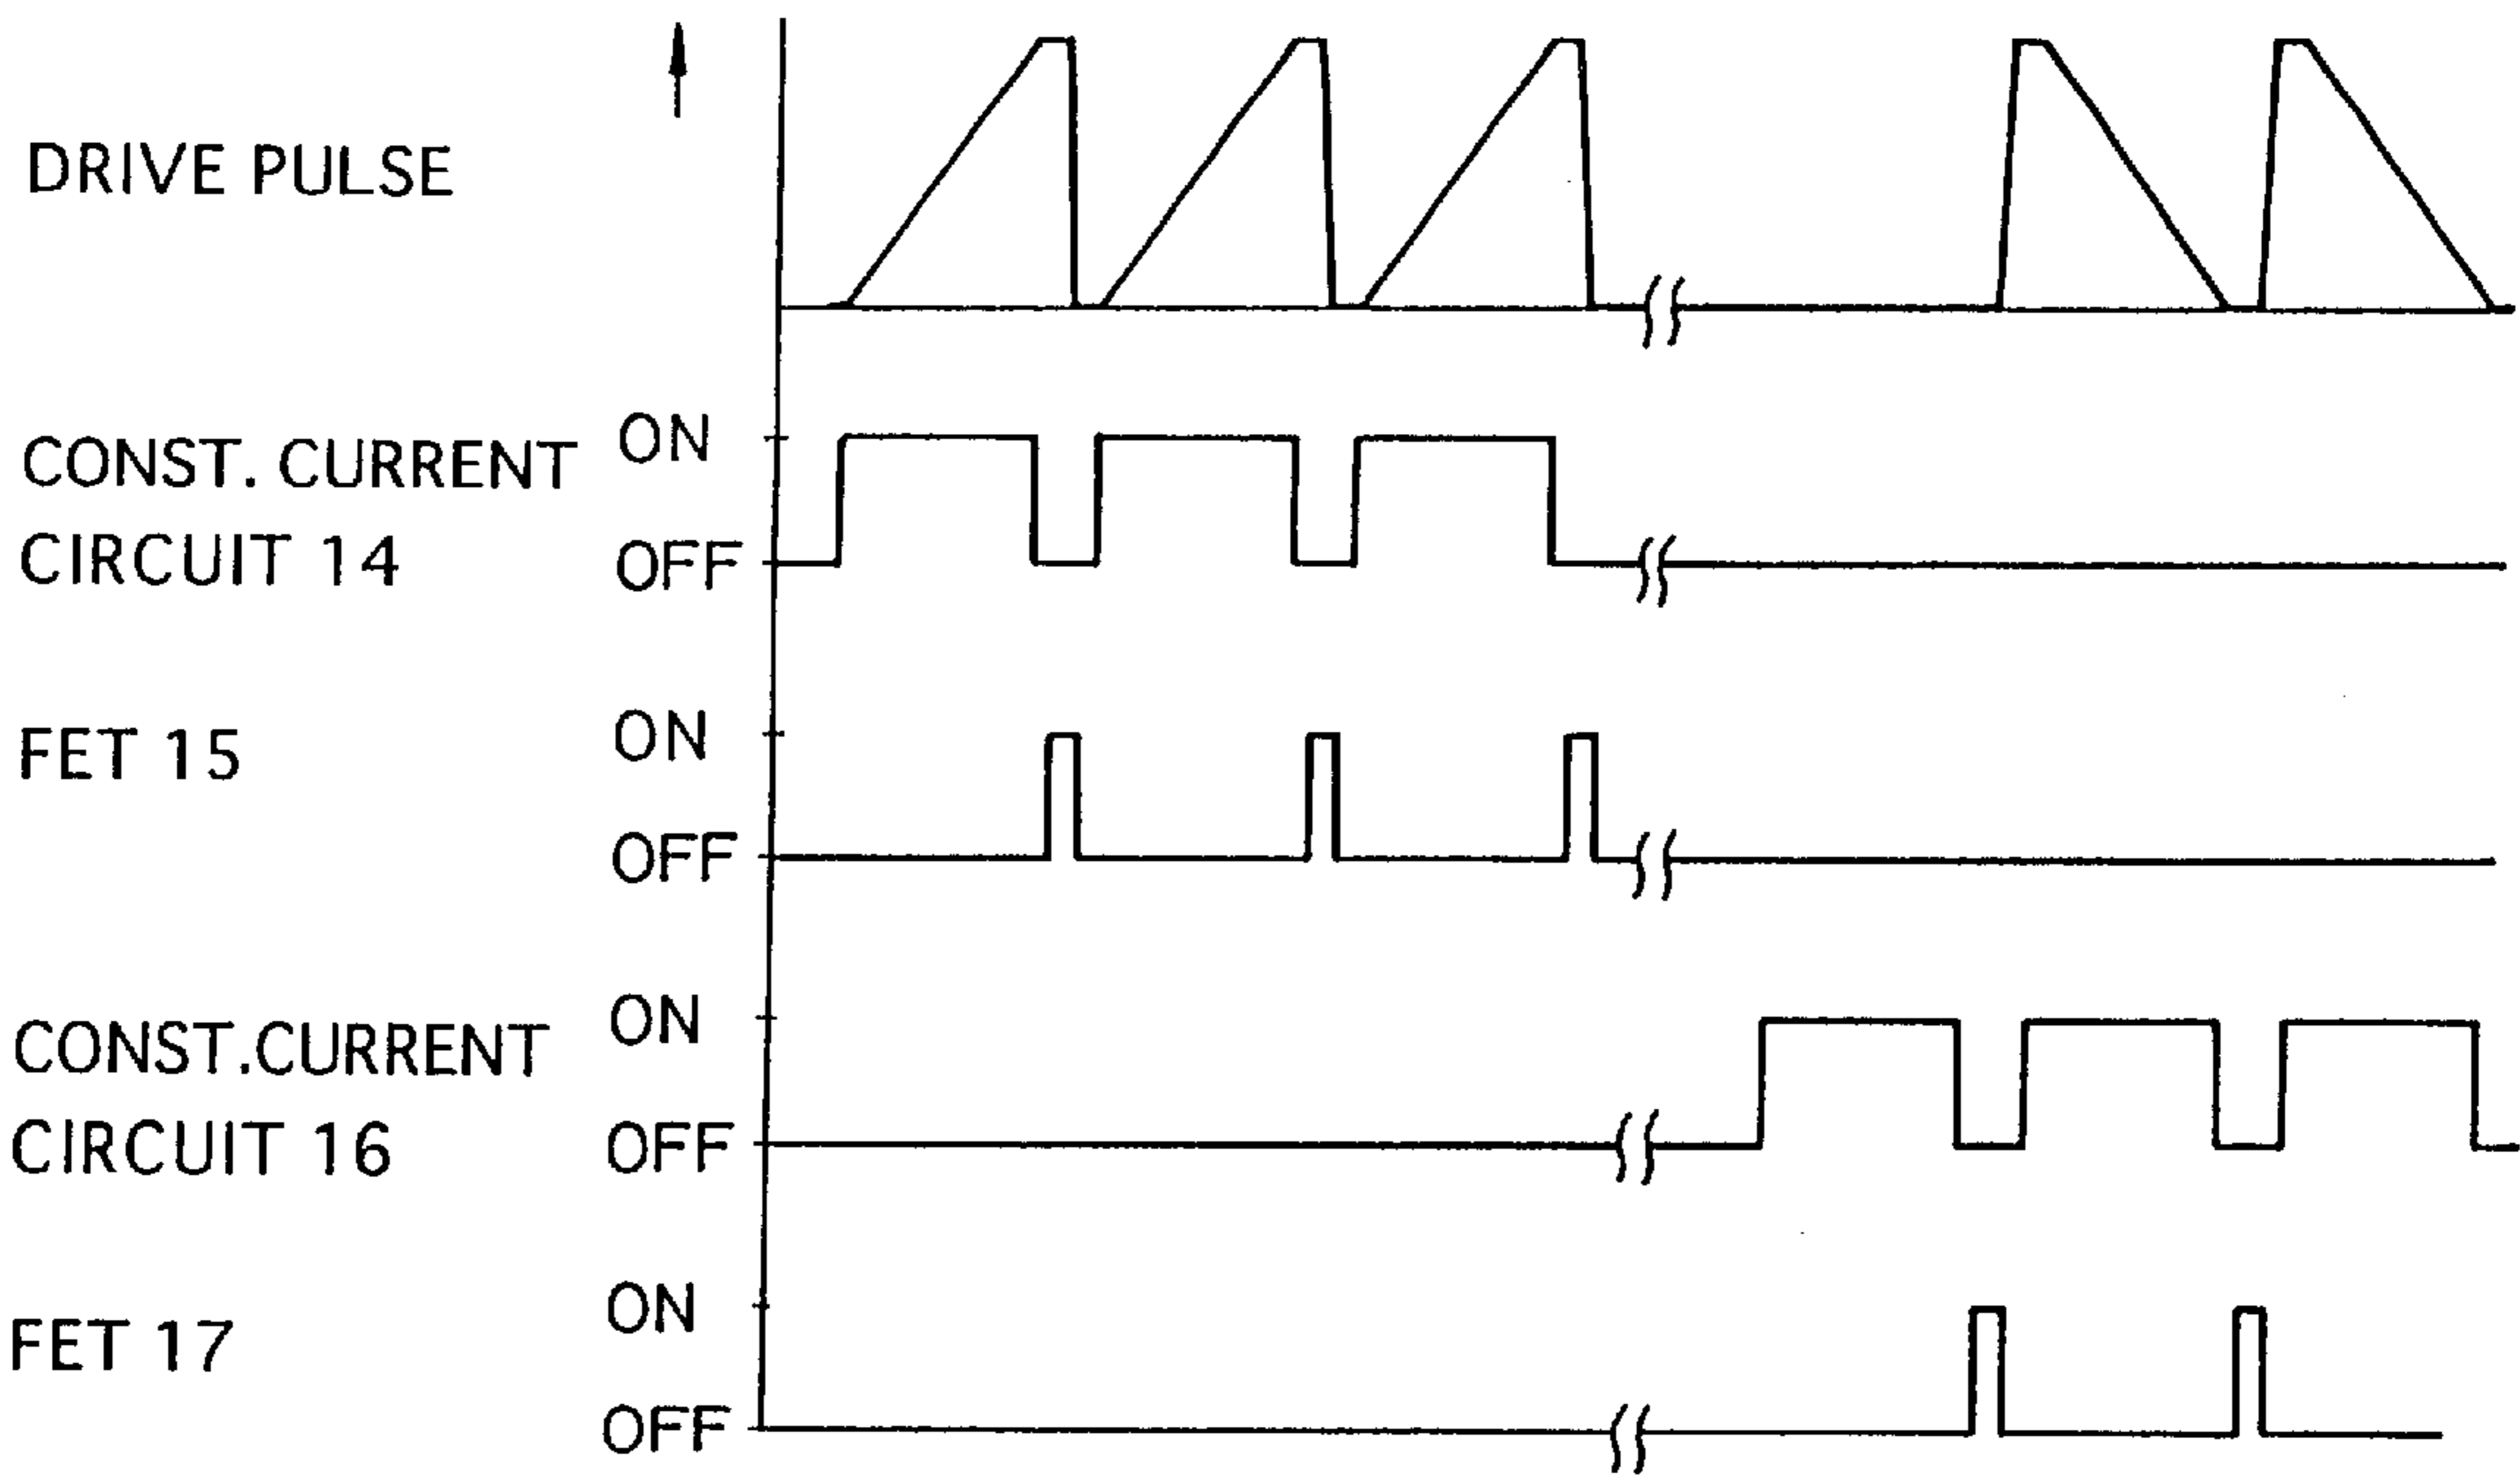 DRIVE PULSE
CONST. CURRENT
CIRCUIT 14
ON
OFF
FET 15
ON
OFF
CONST.CURRENT
CIRCUIT 16
ON
OFF
FET 17
ON
OFF